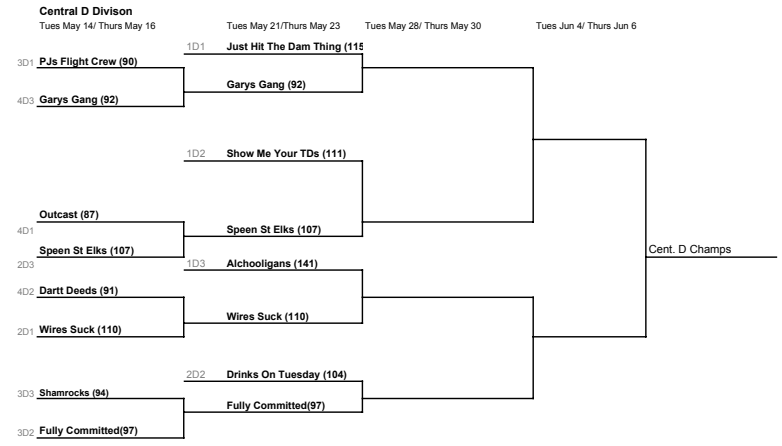 Central D Divison
Tues May 14/ Thurs May 16 Tues May 21/Thurs May 23 Tues May 28/ Thurs May 30 Tues Jun 4/ Thurs Jun 6
1D1 Just Hit The Dam Thing (115
3D1 PJs Flight Crew (90)
Garys Gang (92)
4D3 Garys Gang (92)
1D2 Show Me Your TDs (111)
Outcast (87)
4D1 Speen St Elks (107)
Speen St Elks (107)
Cent. D Champs
2D3
1D3 Alchooligans (141)
4D2 Dartt Deeds (91)
Wires Suck (110)
2D1 Wires Suck (110)
2D2 Drinks On Tuesday (104)
3D3 Shamrocks (94)
Fully Committed(97)
3D2 Fully Committed(97)